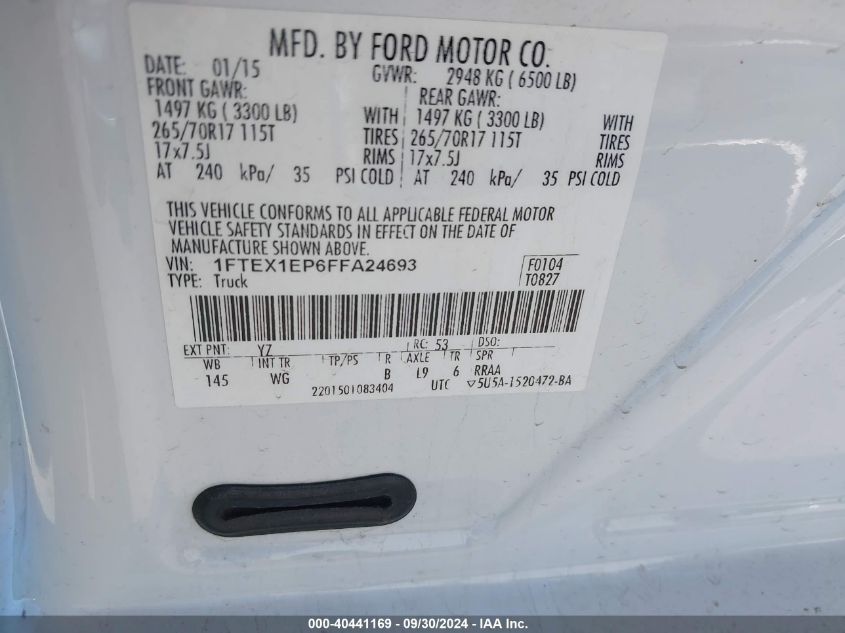 MFD. BY FORD MOTOR CO.
DATE: 01/15 GVWR: 2948 KG ( 6500 LB)
FRONT GAWR: REAR GAWR:
1497 KG ( 3300 LB) WITH 1497 KG ( 3300 LB) WITH
265/70R17 115T TIRES 265/70R17 115T TIRES
17x7.5J RIMS 17x7.5J RIMS
AT 240 kPa/ 35 PSI COLD AT 240 kPa/ 35 PSI COLD
THIS VEHICLE CONFORMS TO ALL APPLICABLE FEDERAL MOTOR
VEHICLE SAFETY STANDARDS IN EFFECT ON THE DATE OF
MANUFACTURE SHOWN ABOVE.
VIN: 1FTEX1EP6FFA24693 F0104
TYPE: Truck T0827
EXT PNT: YZ RC: 53 DSO:
WB INT TR TP/PS R AXLE TR SPR
145 WG B L9 6 RRAA
2201501083404 UTC ▽5U5A-1520472-BA
000-40441169 - 09/30/2024 - USA - IAAI - Insurance Auto Auctions, Inc.